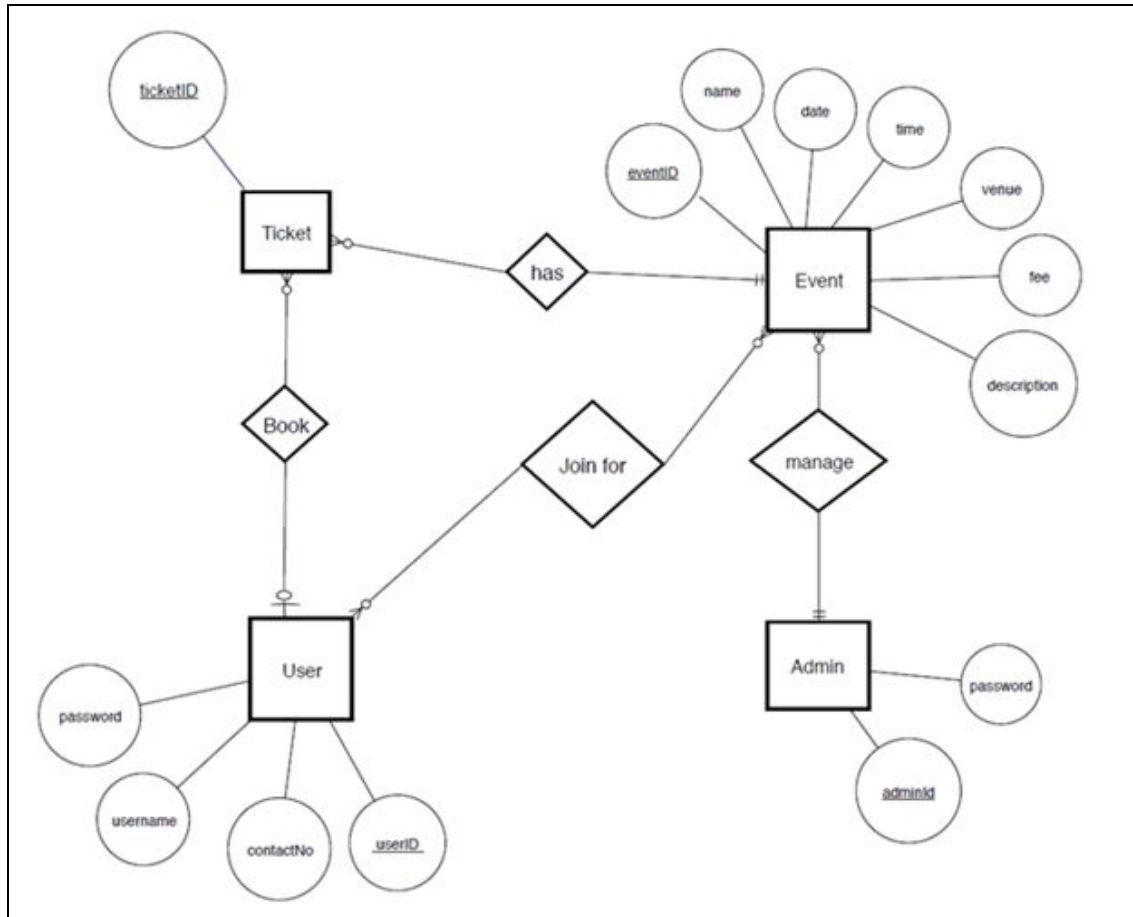 ticketID
name
date
time
eventID
venue
Ticket
has
Event
fee
description
Book
Join for
manage
User
Admin
password
password
username
contactNo
userID
adminId